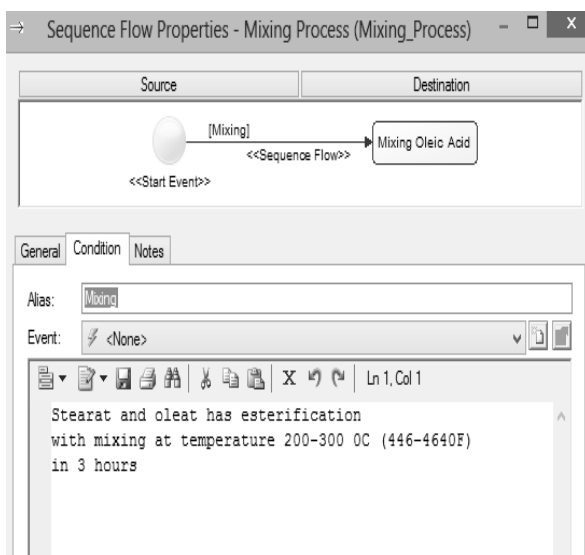 Sequence Flow Properties - Mixing Process (Mixing_Process)
Source Destination
[Mixing]
<<Sequence Flow>>
Mixing Oleic Acid
<<Start Event>>
General Condition Notes
Alias: Mixing
Event: <None>
Ln 1, Col 1
Stearat and oleat has esterification
with mixing at temperature 200-300 0C (446-4640F)
in 3 hours